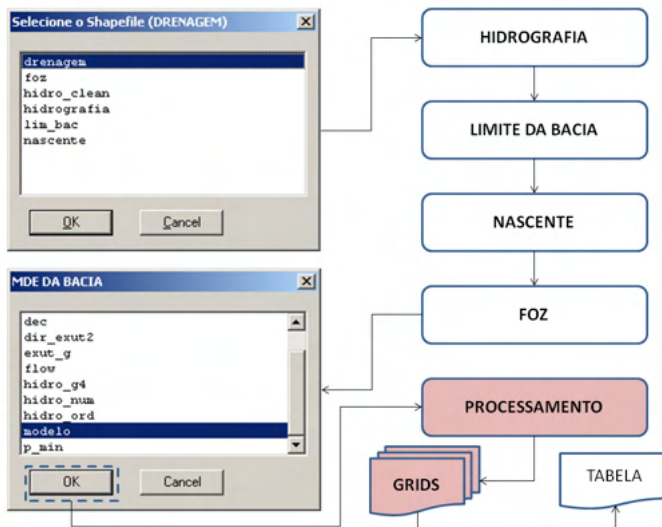 Selecione o Shapefile (DRENAGEM)
drenagem
foz
hidro_clean
hidrografia
lim_bac
nascente
OK
Cancel
MDE DA BACIA
dec
dir_exut2
exut_g
flow
hidro_g4
hidro_num
hidro_ord
modelo
p_min
OK
Cancel
HIDROGRAFIA
LIMITE DA BACIA
NASCENTE
FOZ
PROCESSAMENTO
GRIDS
TABELA